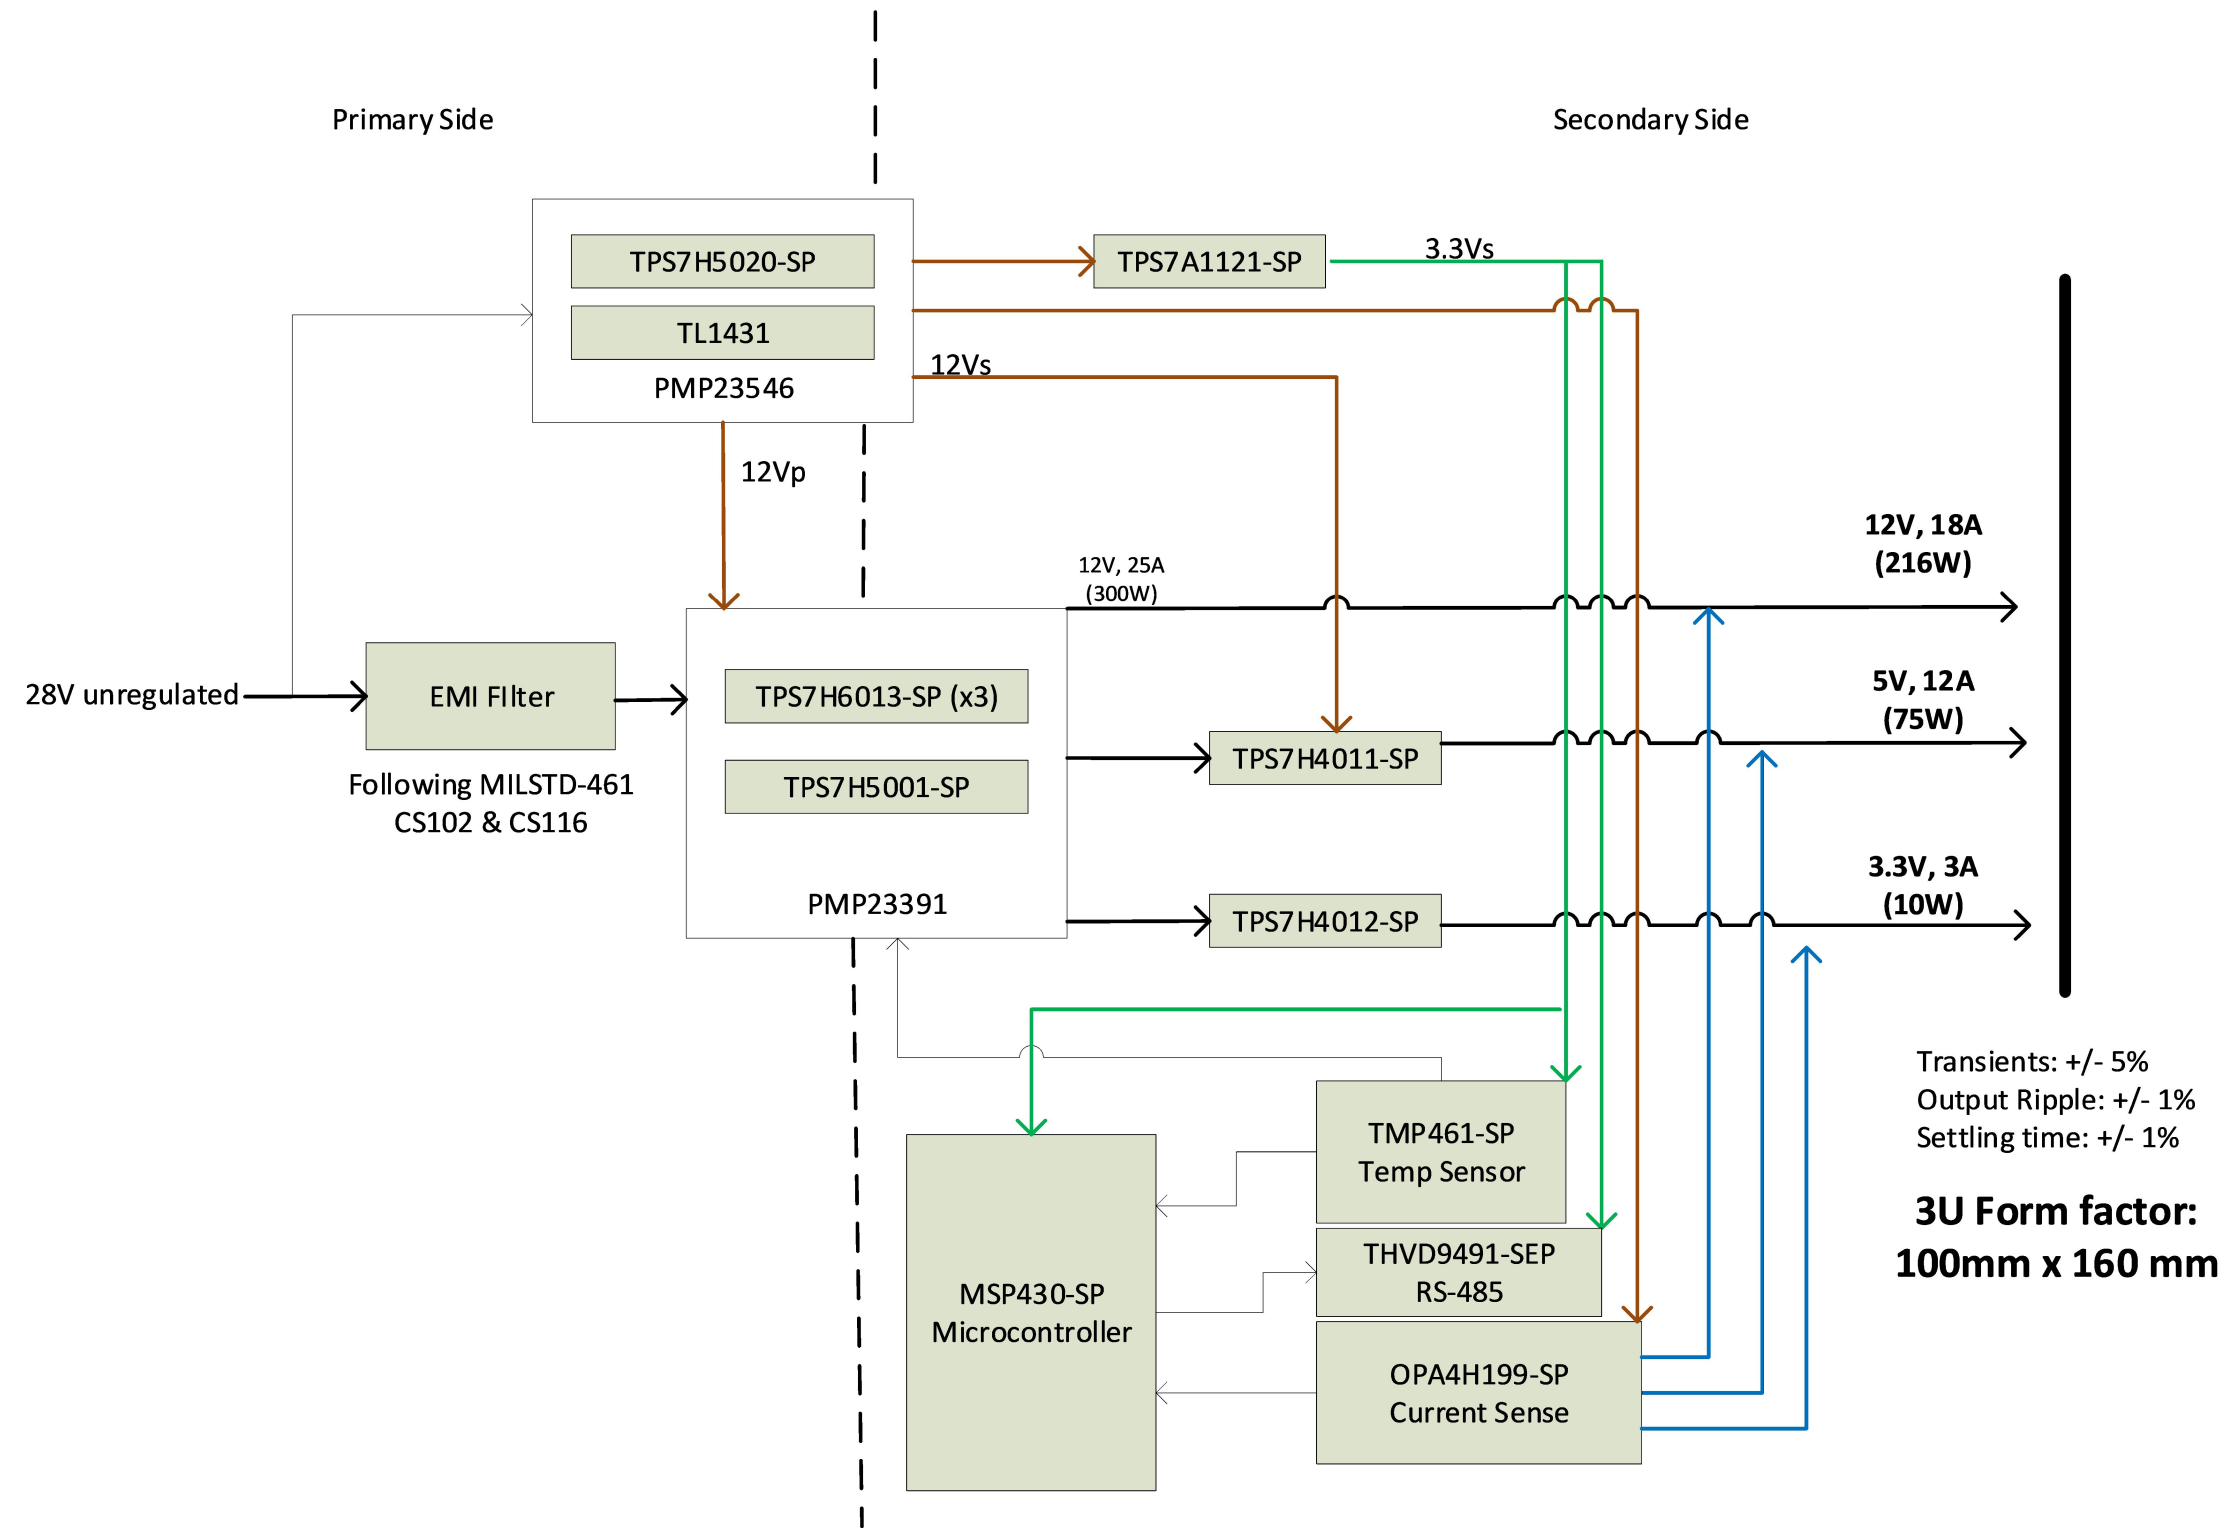 Primary Side
Secondary Side
TPS7H5020-SP
TL1431
PMP23546
TPS7A1121-SP
3.3Vs
12Vs
12Vp
12V, 25A
(300W)
12V, 18A
(216W)
28V unregulated
EMI FIlter
Following MILSTD-461
CS102 & CS116
TPS7H6013-SP (x3)
TPS7H5001-SP
PMP23391
TPS7H4011-SP
5V, 12A
(75W)
TPS7H4012-SP
3.3V, 3A
(10W)
Transients: +/- 5%
Output Ripple: +/- 1%
Settling time: +/- 1%
3U Form factor:
100mm x 160 mm
TMP461-SP
Temp Sensor
THVD9491-SEP
RS-485
MSP430-SP
Microcontroller
OPA4H199-SP
Current Sense